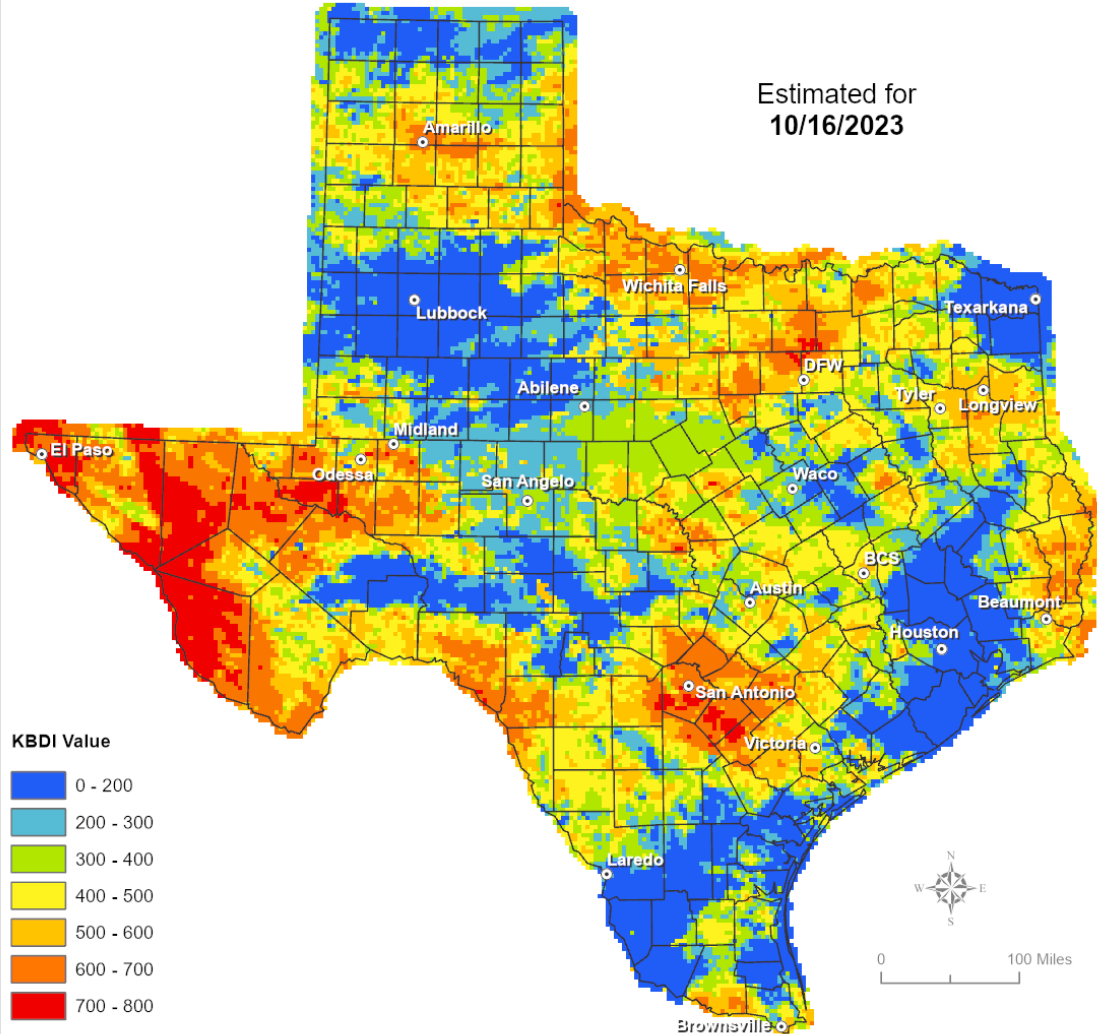 Estimated for
10/16/2023
Amarillo
Wichita Falls
Lubbock
Texarkana
DFW
Abilene
Tyler
Longview
Midland
El Paso
Odessa
San Angelo
Waco
BCS
Austin
Beaumont
Houston
San Antonio
Victoria
KBDI Value
0 - 200
200 - 300
300 - 400
400 - 500
500 - 600
600 - 700
700 - 800
Laredo
N
W E
S
0 100 Miles
Brownsville